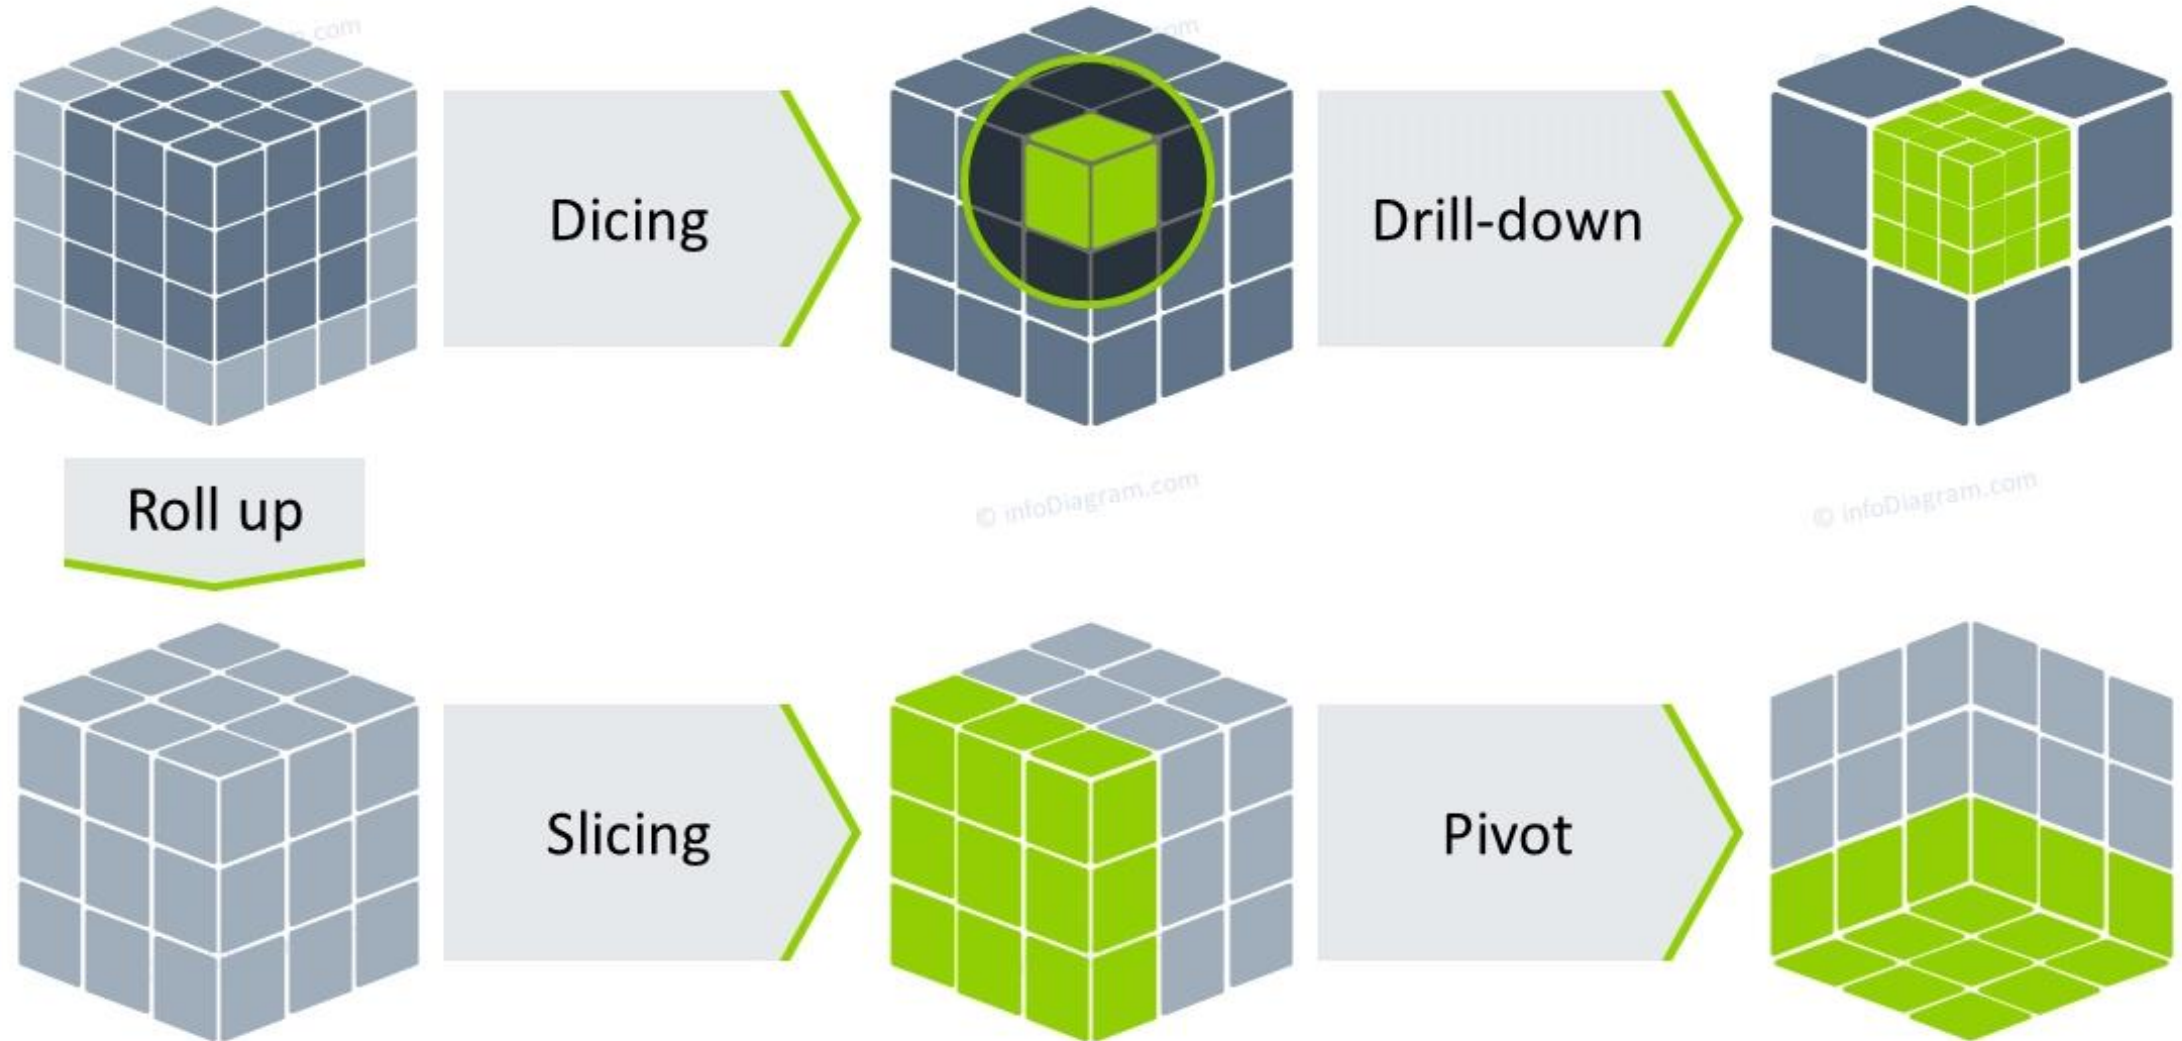 Dicing
Drill-down
Roll up
© infoDiagram.com
© infoDiagram.com
Slicing
Pivot